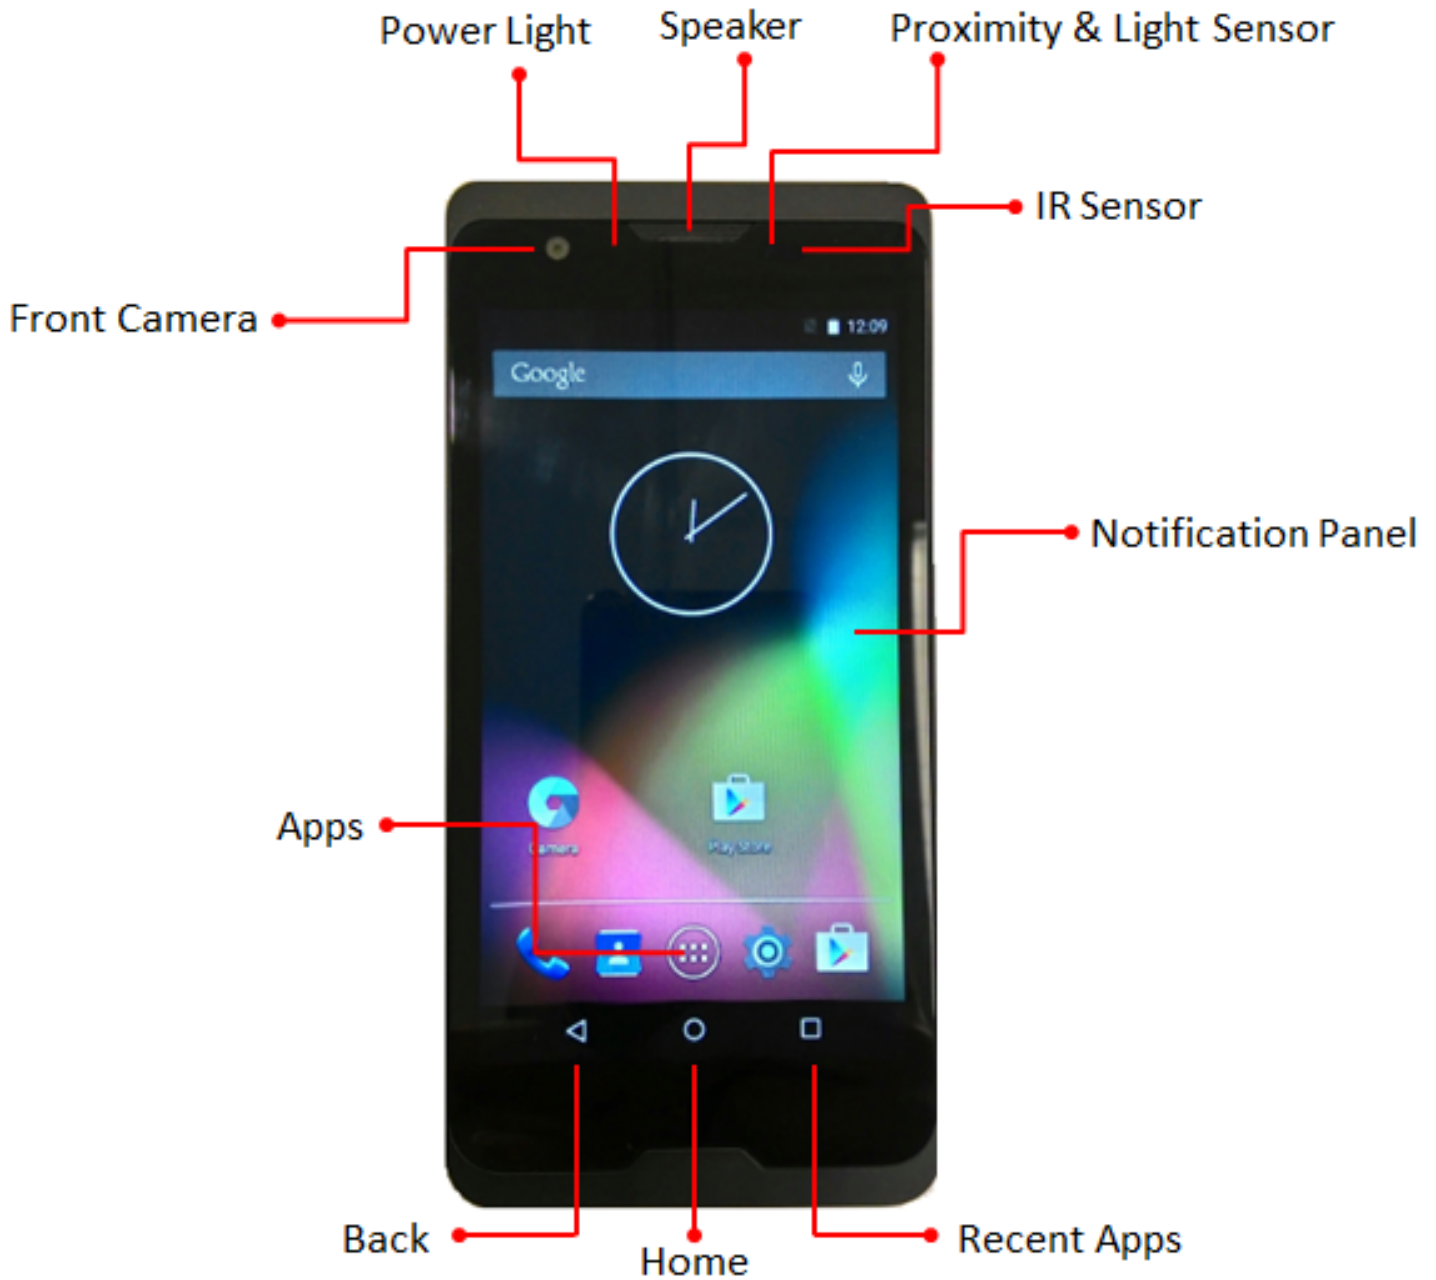 Power Light
Speaker
Proximity & Light Sensor
IR Sensor
Front Camera
12:09
Google
Notification Panel
Apps
Camera
Play Store
Back
Home
Recent Apps